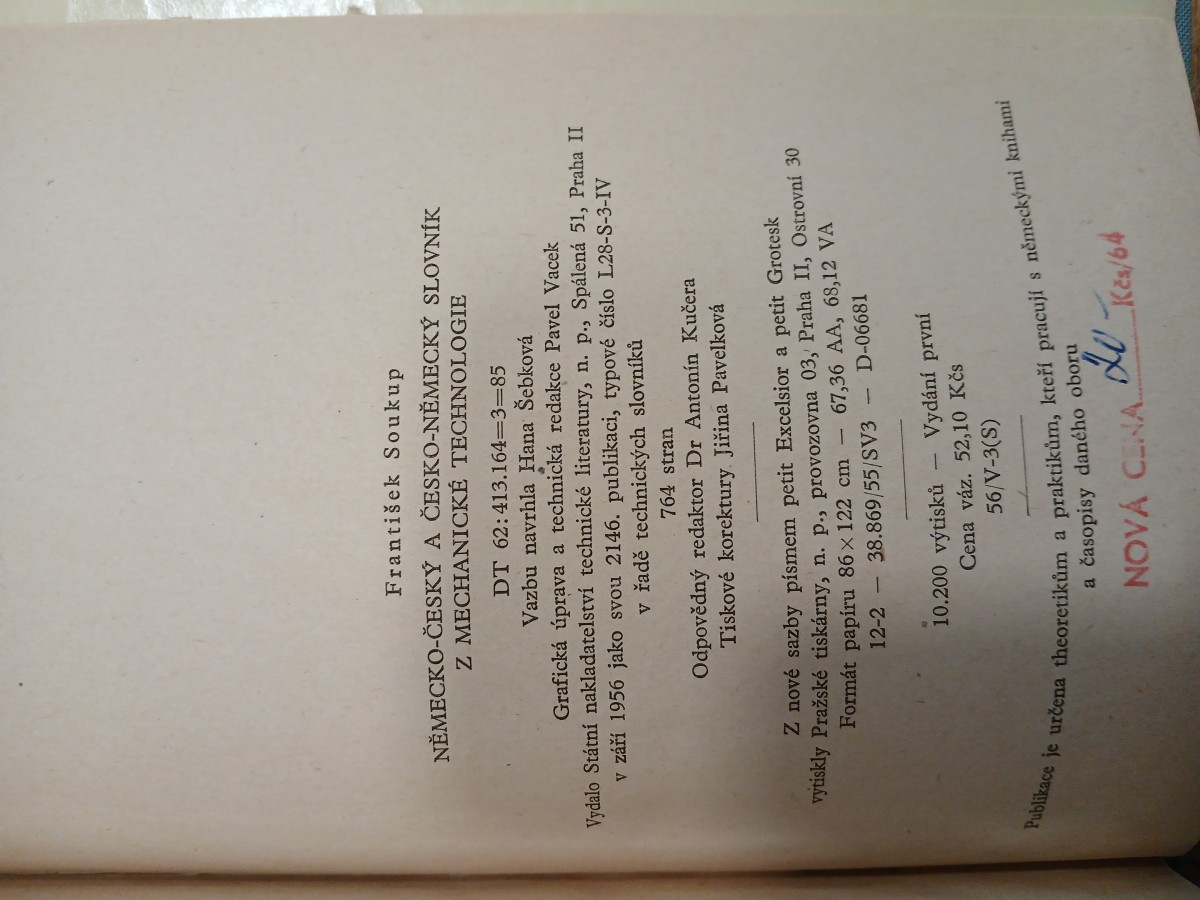 František Soukup
NĚMECKO-ČESKÝ A ČESKO-NĚMECKÝ SLOVNÍK
Z MECHANICKÉ TECHNOLOGIE
DT 62:413.164=3=85
Vazbu navrhla Hana Šebková
Grafická úprava a technická redakce Pavel Vacek
Vydalo Státní nakladatelství technické literatury, n. p., Spálená 51, Praha II
v září 1956 jako svou 2146. publikaci, typové číslo L28-S-3-IV
v řadě technických slovníků
764 stran
Odpovědný redaktor Dr Antonín Kučera
Tiskové korektury Jiřina Pavelková
Z nové sazby písmem petit Excelsior a petit Grotesk
vytiskly Pražské tiskárny, n. p., provozovna 03, Praha II, Ostrovní 30
Formát papíru 86×122 cm — 67,36 AA, 68,12 VA
12-2 — 38.869/55/SV3 — D-06681
10.200 výtisků — Vydání první
Cena váz. 52,10 Kčs
56/V-3(S)
Publikace je určena theoretikům a praktikům, kteří pracují s německými knihami
a časopisy daného oboru
NOVÁ CENA 20,- Kčs/64